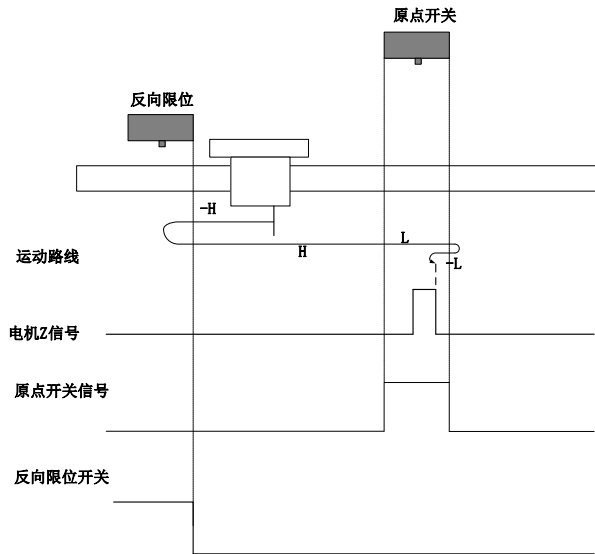 原点开关
反向限位
-H
H
L
-L
运动路线
电机Z信号
原点开关信号
反向限位开关